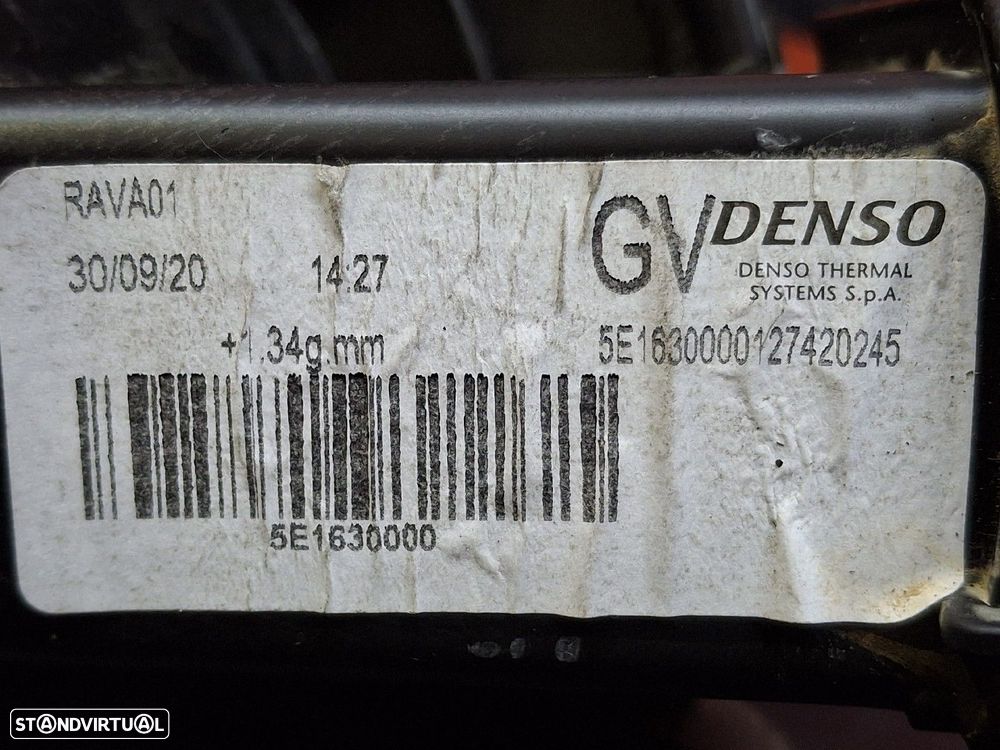 RAVA01
30/09/20 14:27
GV DENSO
DENSO THERMAL
SYSTEMS S.p.A.
+1.34g.mm
5E1630000127420245
5E1630000
STANDVIRTUAL